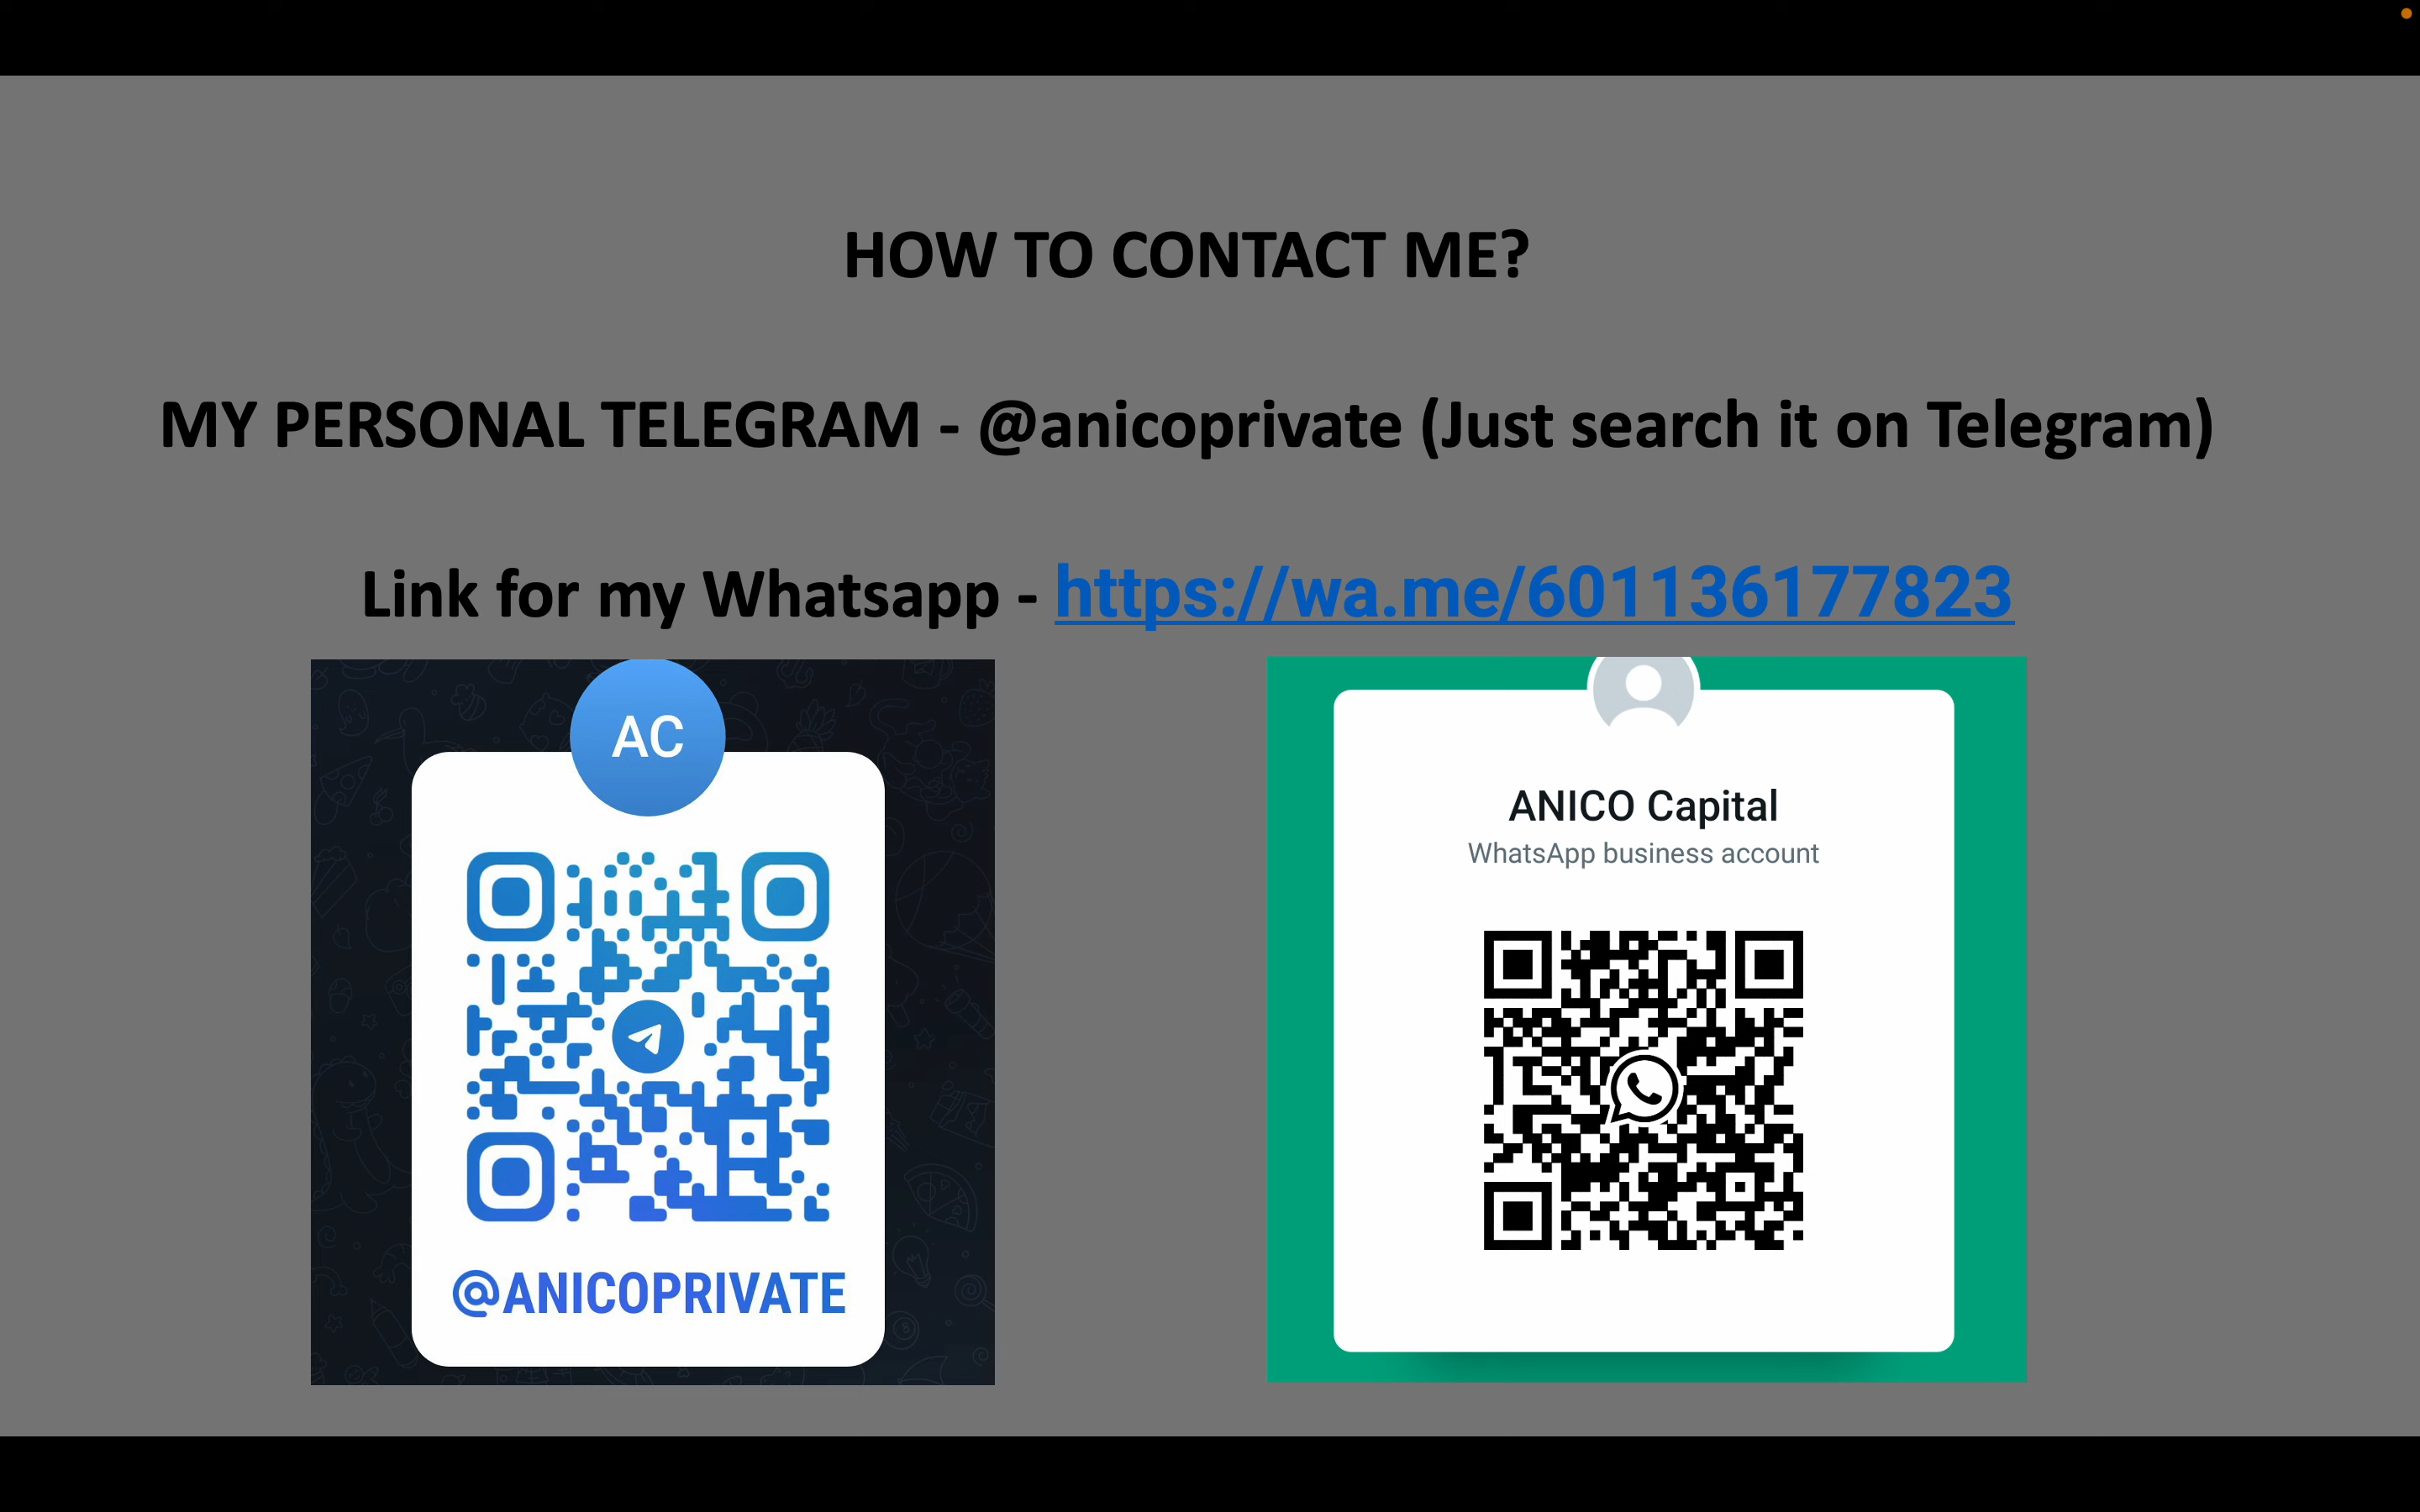 HOW TO CONTACT ME?
MY PERSONAL TELEGRAM - @anicoprivate (Just search it on Telegram)
Link for my Whatsapp - https://wa.me/601136177823
AC
@ANICOPRIVATE
ANICO Capital
WhatsApp business account